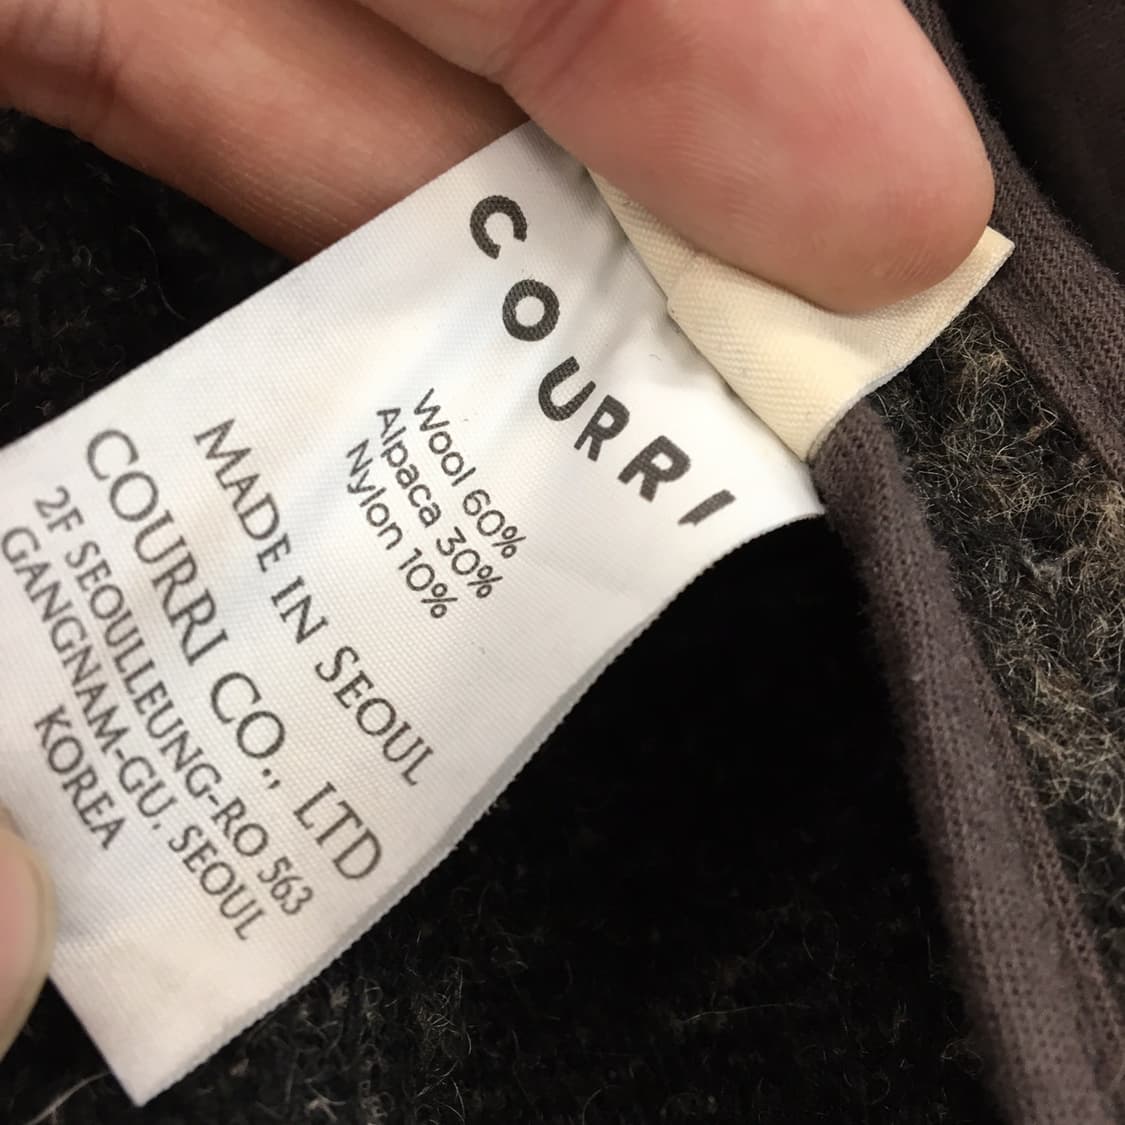 COURRI
Wool 60%
Alpaca 30%
Nylon 10%
MADE IN SEOUL
COURRI CO., LTD
2F SEOULLEUNG-RO 563
GANGNAM-GU, SEOUL
KOREA